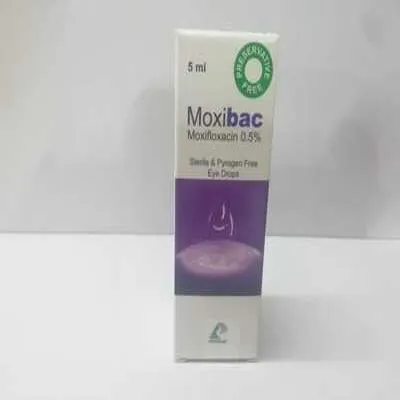 5 ml
PRESERVATIVE
FREE
Moxibac
Moxifloxacin 0.5%
Sterile & Pyrogen Free
Eye Drops